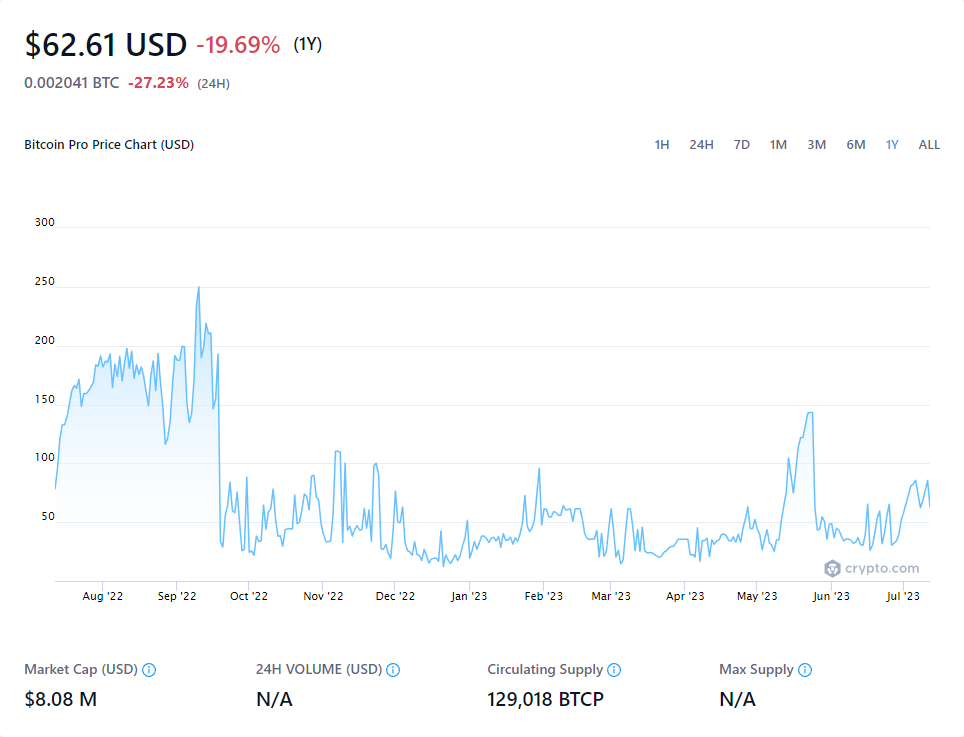 $62.61 USD -19.69% (1Y)
0.002041 BTC -27.23% (24H)
Bitcoin Pro Price Chart (USD) 1H 24H 7D 1M 3M 6M 1Y ALL
300
250
200
150
100
50
crypto.com
Aug '22 Sep '22 Oct '22 Nov '22 Dec '22 Jan '23 Feb '23 Mar '23 Apr '23 May '23 Jun '23 Jul '23
Market Cap (USD) 24H VOLUME (USD) Circulating Supply Max Supply
$8.08 M N/A 129,018 BTCP N/A